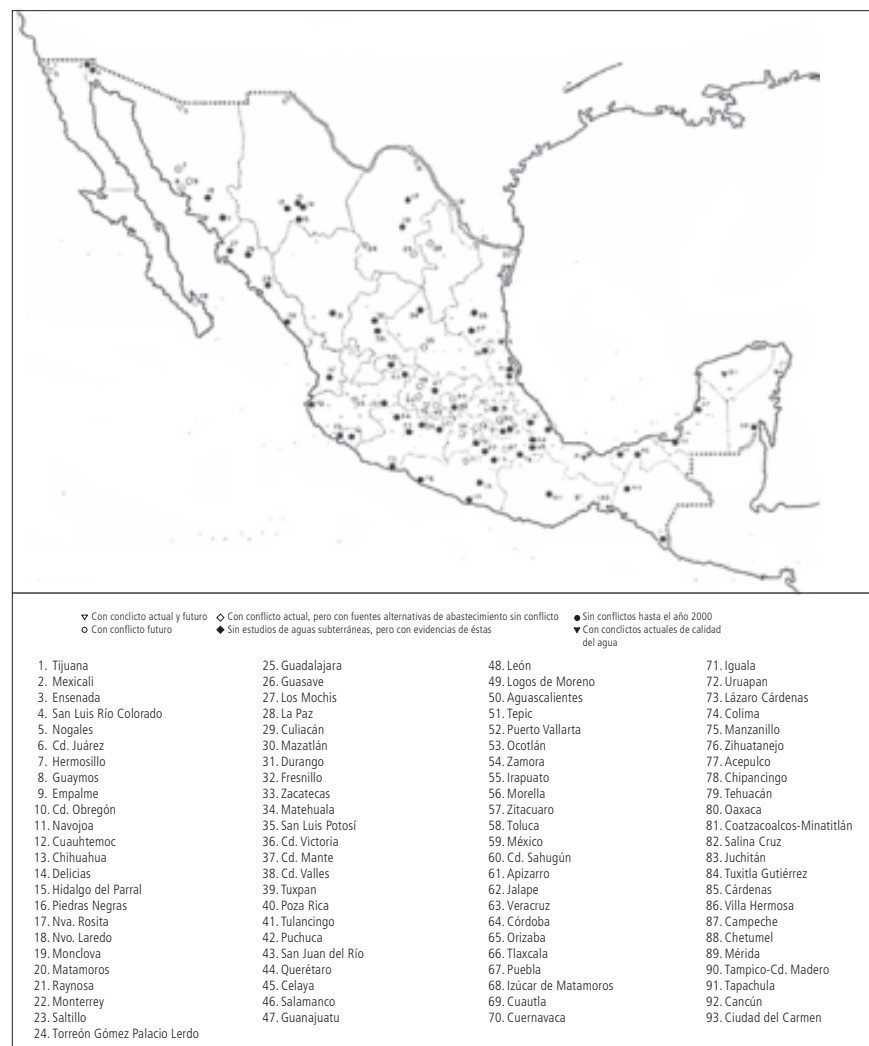 ▽ Con conclicto actual y futuro ◇ Con conflicto actual, pero con fuentes alternativas de abastecimiento sin conflicto ● Sin conflictos hasta el año 2000
○ Con conflicto futuro ◆ Sin estudios de aguas subterráneas, pero con evidencias de éstas ▼ Con conclictos actuales de calidad
del agua
1. Tijuana
2. Mexicali
3. Ensenada
4. San Luis Río Colorado
5. Nogales
6. Cd. Juárez
7. Hermosillo
8. Guaymos
9. Empalme
10. Cd. Obregón
11. Navojoa
12. Cuauhtemoc
13. Chihuahua
14. Delicias
15. Hidalgo del Parral
16. Piedras Negras
17. Nva. Rosita
18. Nvo. Laredo
19. Monclova
20. Matamoros
21. Raynosa
22. Monterrey
23. Saltillo
24. Torreón Gómez Palacio Lerdo
25. Guadalajara
26. Guasave
27. Los Mochis
28. La Paz
29. Culiacán
30. Mazatlán
31. Durango
32. Fresnillo
33. Zacatecas
34. Matehuala
35. San Luis Potosí
36. Cd. Victoria
37. Cd. Mante
38. Cd. Valles
39. Tuxpan
40. Poza Rica
41. Tulancingo
42. Puchuca
43. San Juan del Río
44. Querétaro
45. Celaya
46. Salamanco
47. Guanajuatu
48. León
49. Logos de Moreno
50. Aguascalientes
51. Tepic
52. Puerto Vallarta
53. Ocotlán
54. Zamora
55. Irapuato
56. Morella
57. Zitacuaro
58. Toluca
59. México
60. Cd. Sahugún
61. Apizarro
62. Jalape
63. Veracruz
64. Córdoba
65. Orizaba
66. Tlaxcala
67. Puebla
68. Izúcar de Matamoros
69. Cuautla
70. Cuernavaca
71. Iguala
72. Uruapan
73. Lázaro Cárdenas
74. Colima
75. Manzanillo
76. Zihuatanejo
77. Acepulco
78. Chipancingo
79. Tehuacán
80. Oaxaca
81. Coatzacoalcos-Minatitlán
82. Salina Cruz
83. Juchitán
84. Tuxitla Gutiérrez
85. Cárdenas
86. Villa Hermosa
87. Campeche
88. Chetumel
89. Mérida
90. Tampico-Cd. Madero
91. Tapachula
92. Cancún
93. Ciudad del Carmen